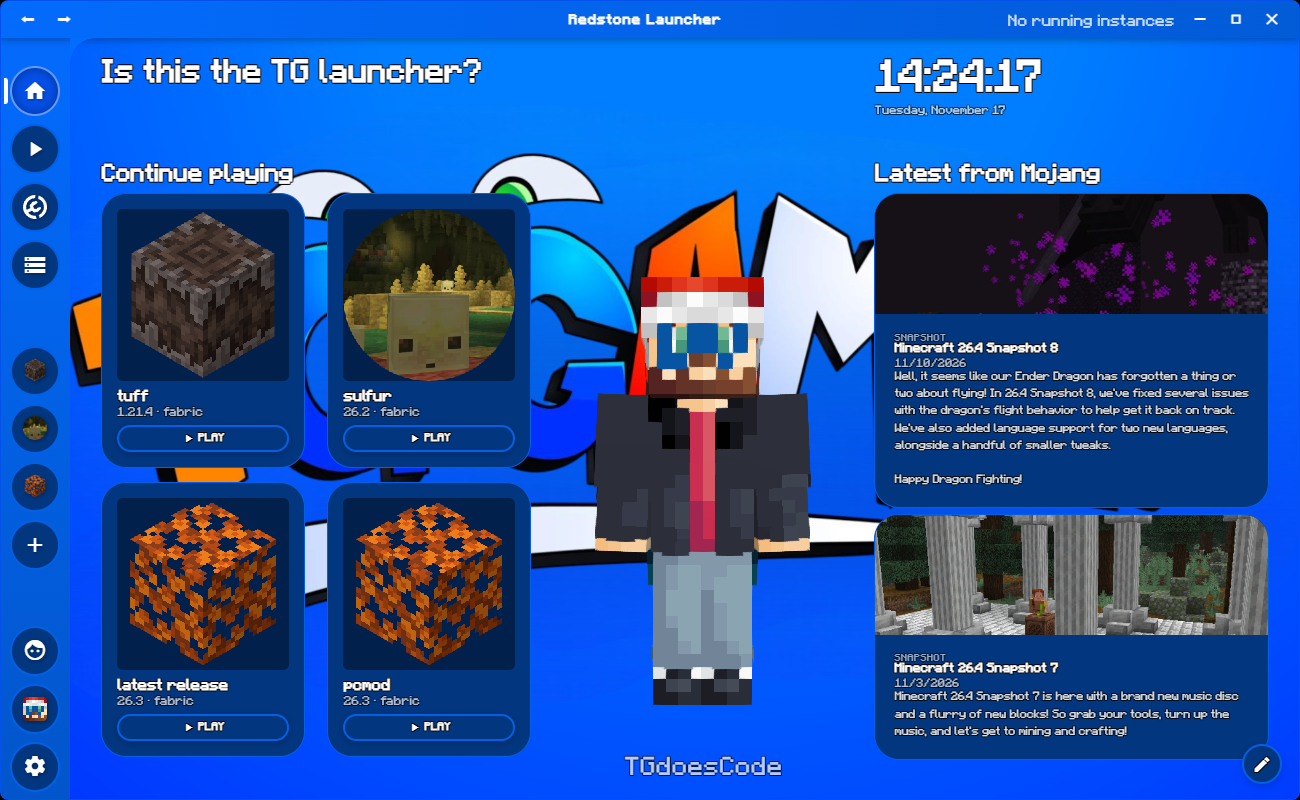 Redstone Launcher
No running instances
Is this the TG launcher?
14:24:17
Tuesday, November 17
Continue playing
tuff
1.21.4 · fabric
PLAY
sulfur
26.2 · fabric
PLAY
latest release
26.3 · fabric
PLAY
pomod
26.3 · fabric
PLAY
TGdoesCode
Latest from Mojang
SNAPSHOT
Minecraft 26.4 Snapshot 8
11/10/2026
Well, it seems like our Ender Dragon has forgotten a thing or
two about flying! In 26.4 Snapshot 8, we've fixed several issues
with the dragon's flight behavior to help get it back on track.
We've also added language support for two new languages,
alongside a handful of smaller tweaks.
Happy Dragon Fighting!
SNAPSHOT
Minecraft 26.4 Snapshot 7
11/3/2026
Minecraft 26.4 Snapshot 7 is here with a brand new music disc
and a flurry of new blocks! So grab your tools, turn up the
music, and let's get to mining and crafting!